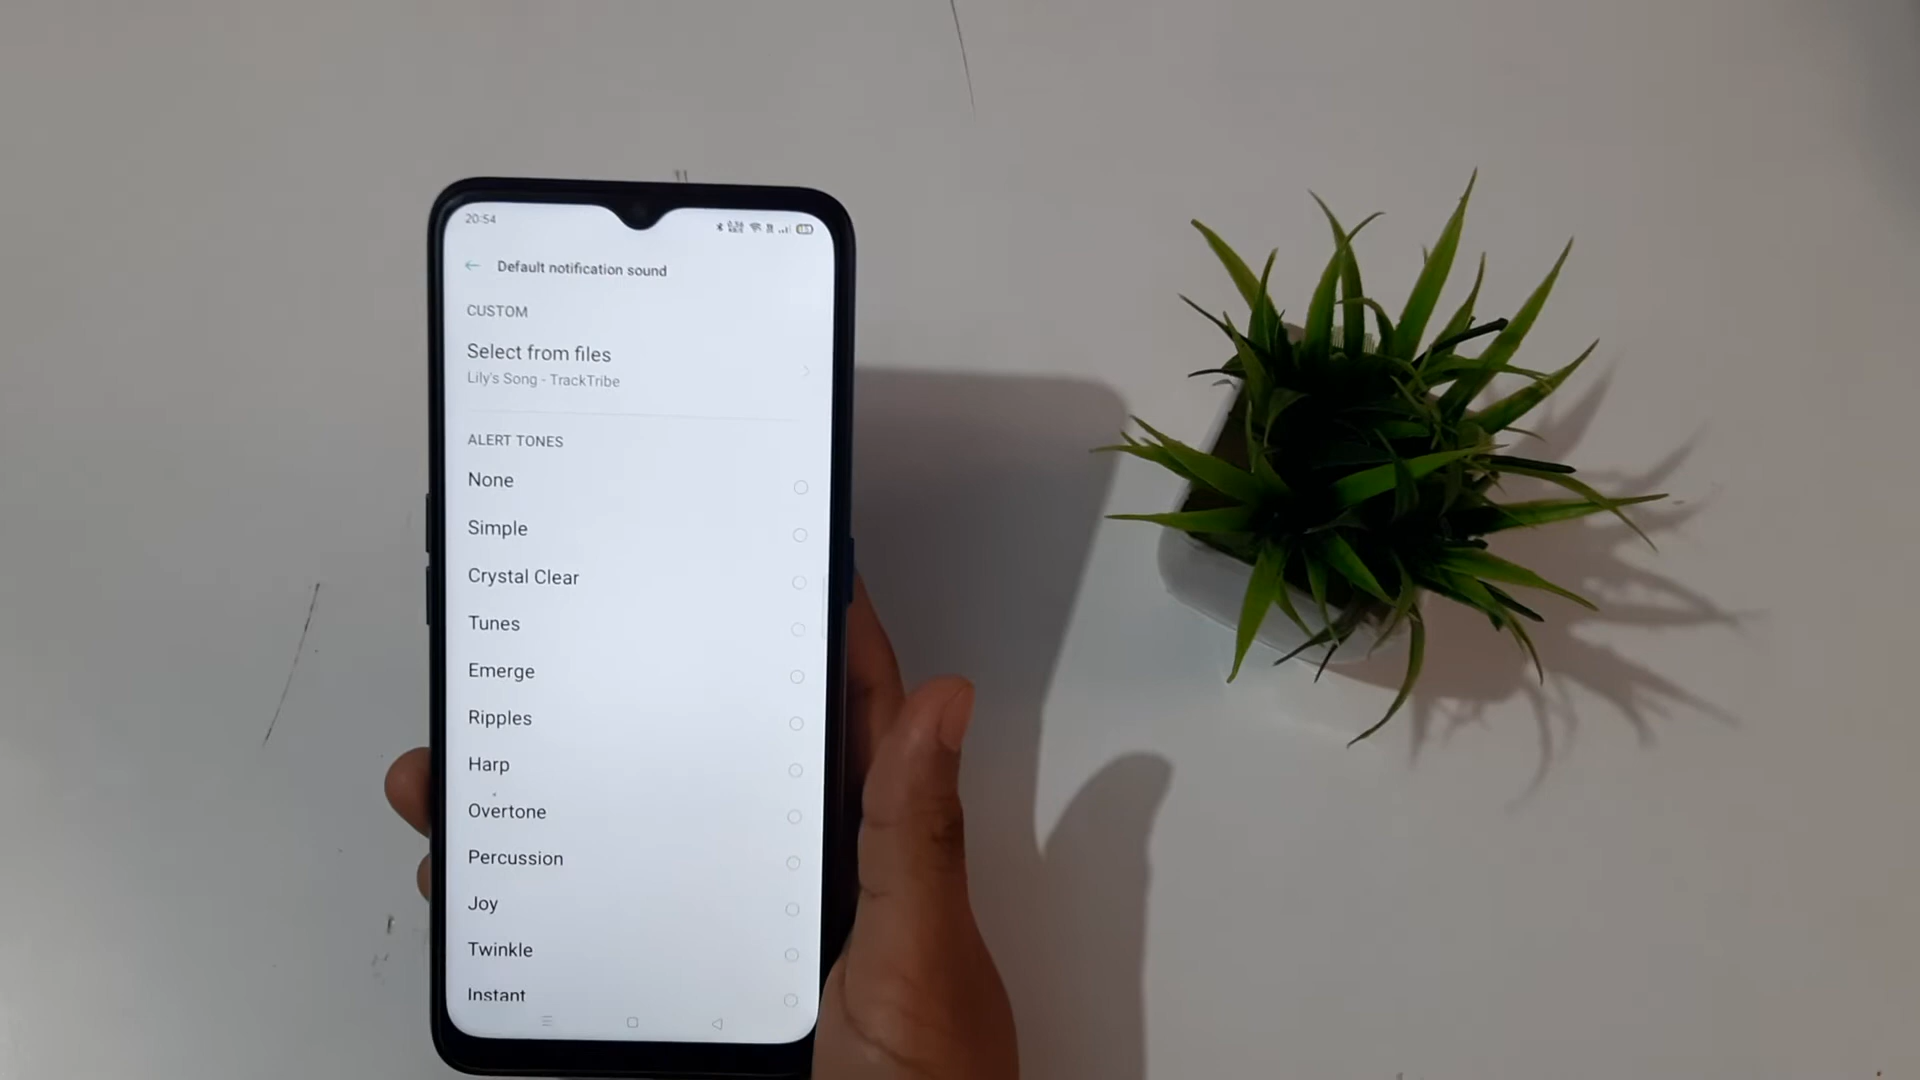 20:54
Default notification sound
CUSTOM
Select from files
Lily's Song - TrackTribe
ALERT TONES
None
Simple
Crystal Clear
Tunes
Emerge
Ripples
Harp
Overtone
Percussion
Joy
Twinkle
Instant